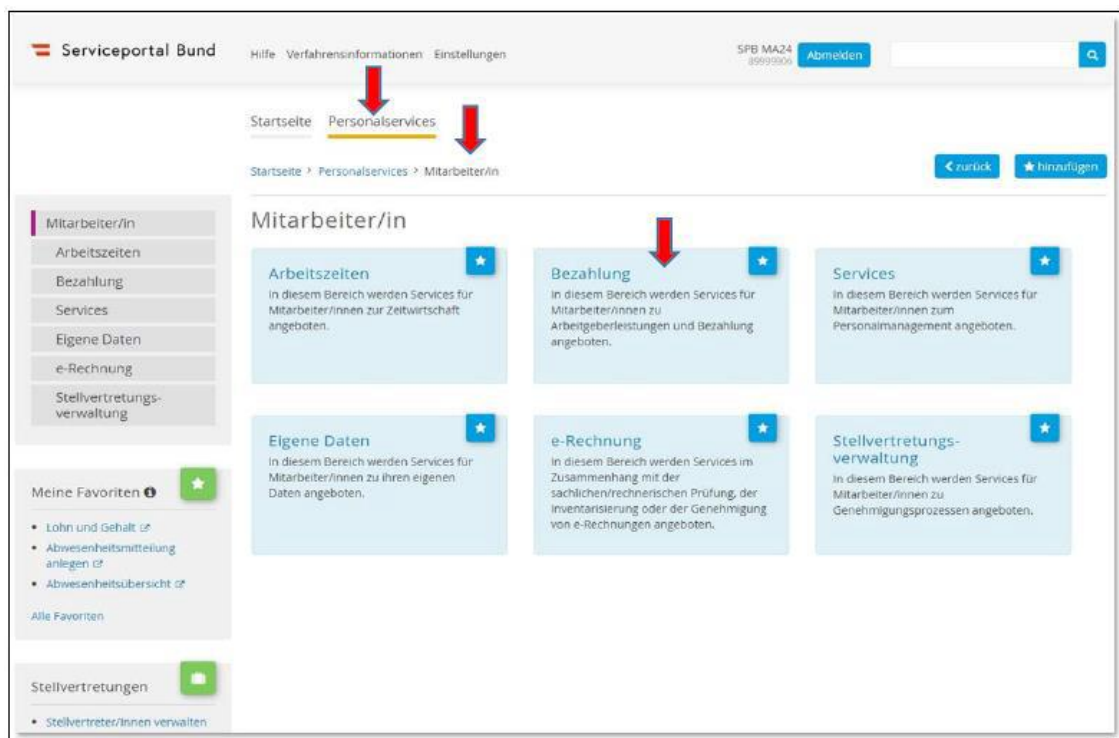 Serviceportal Bund
Hilfe Verfahrensinformationen Einstellungen
SPB MA24
89999906
Abmelden
Startseite Personalservices
Startseite > Personalservices > Mitarbeiter/in
zurück
hinzufügen
Mitarbeiter/in
Arbeitszeiten
Bezahlung
Services
Eigene Daten
e-Rechnung
Stellvertretungs-
verwaltung
Meine Favoriten
Lohn und Gehalt
Abwesenheitsmitteilung
anlegen
Abwesenheitsübersicht
Alle Favoriten
Stellvertretungen
Stellvertreter/innen verwalten
Mitarbeiter/in
Arbeitszeiten
In diesem Bereich werden Services für
Mitarbeiter/innen zur Zeitwirtschaft
angeboten.
Bezahlung
In diesem Bereich werden Services für
Mitarbeiter/innen zu
Arbeitgeberleistungen und Bezahlung
angeboten.
Services
In diesem Bereich werden Services für
Mitarbeiter/innen zum
Personalmanagement angeboten.
Eigene Daten
In diesem Bereich werden Services für
Mitarbeiter/innen zu ihren eigenen
Daten angeboten.
e-Rechnung
In diesem Bereich werden Services im
Zusammenhang mit der
sachlichen/rechnerischen Prüfung, der
Inventarisierung oder der Genehmigung
von e-Rechnungen angeboten.
Stellvertretungs-
verwaltung
In diesem Bereich werden Services für
Mitarbeiter/innen zu
Genehmigungsprozessen angeboten.